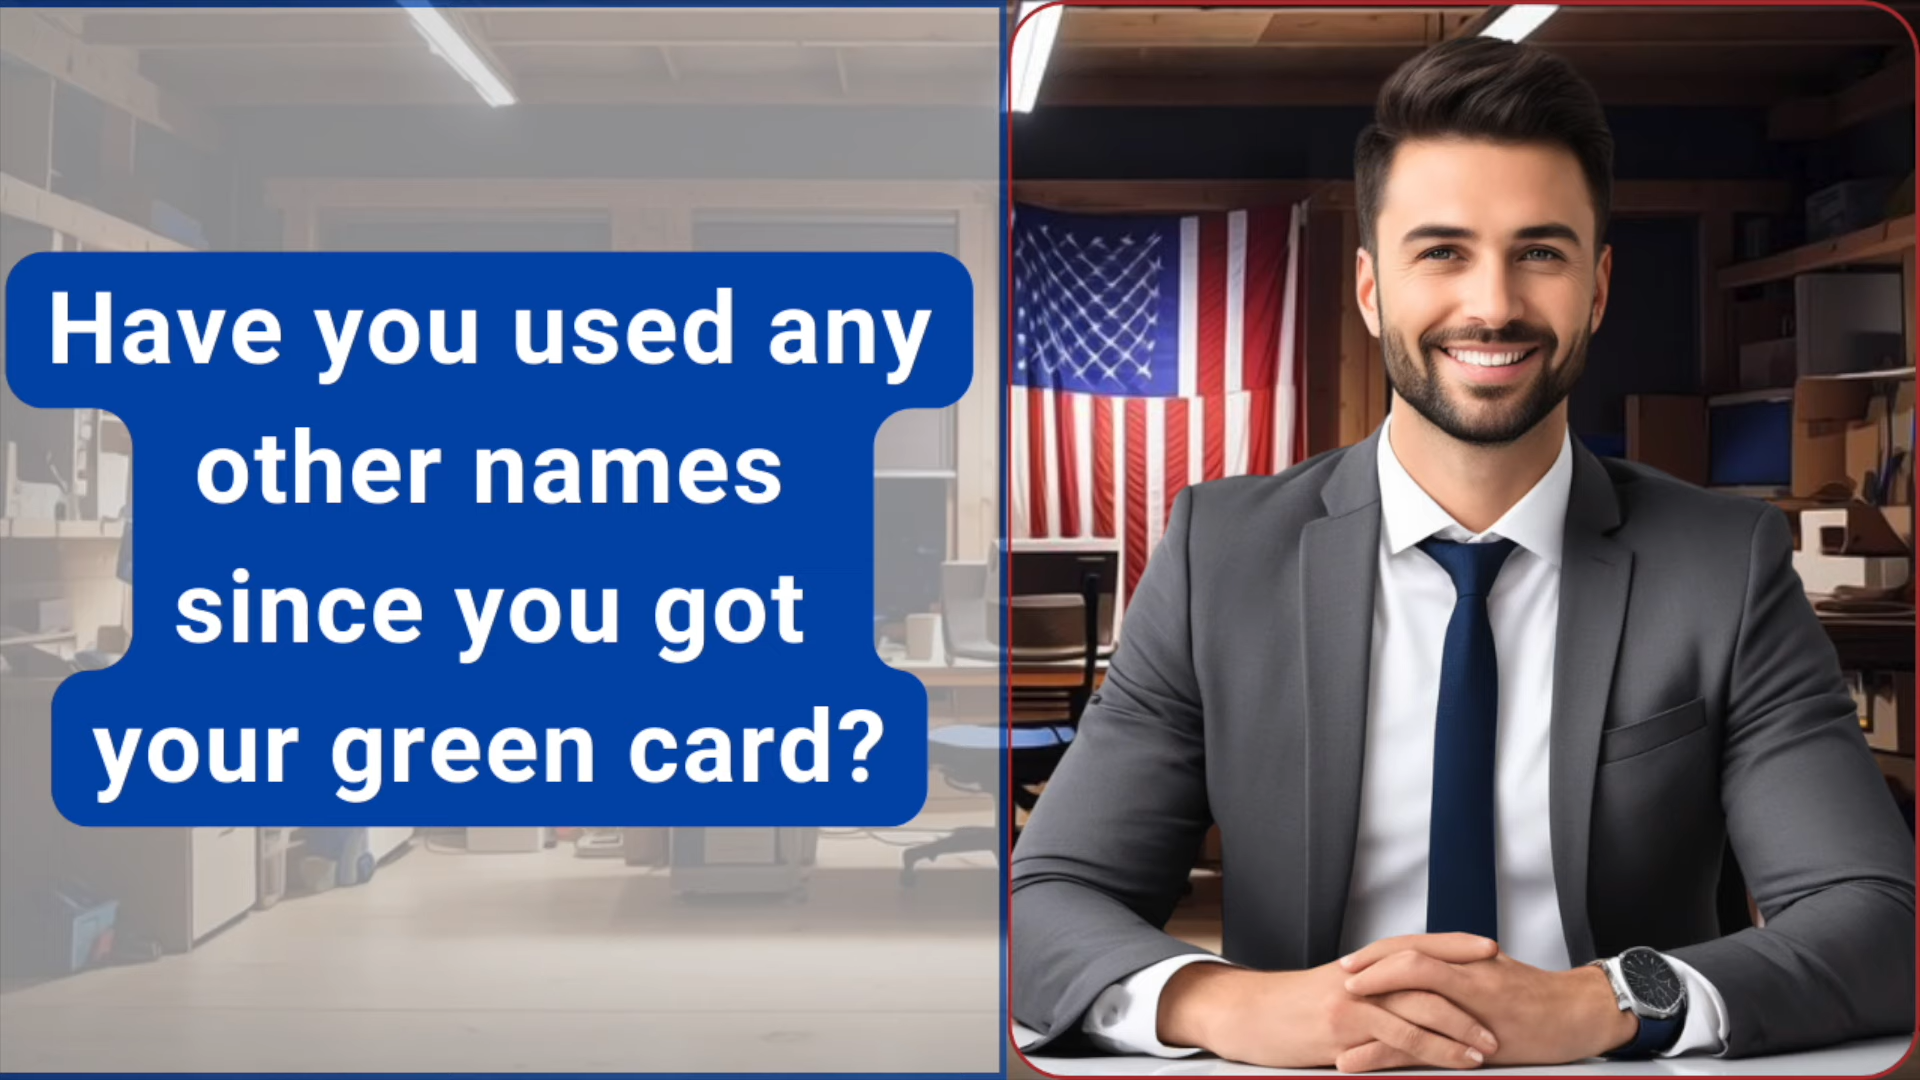 Have you used any
other names
since you got
your green card?